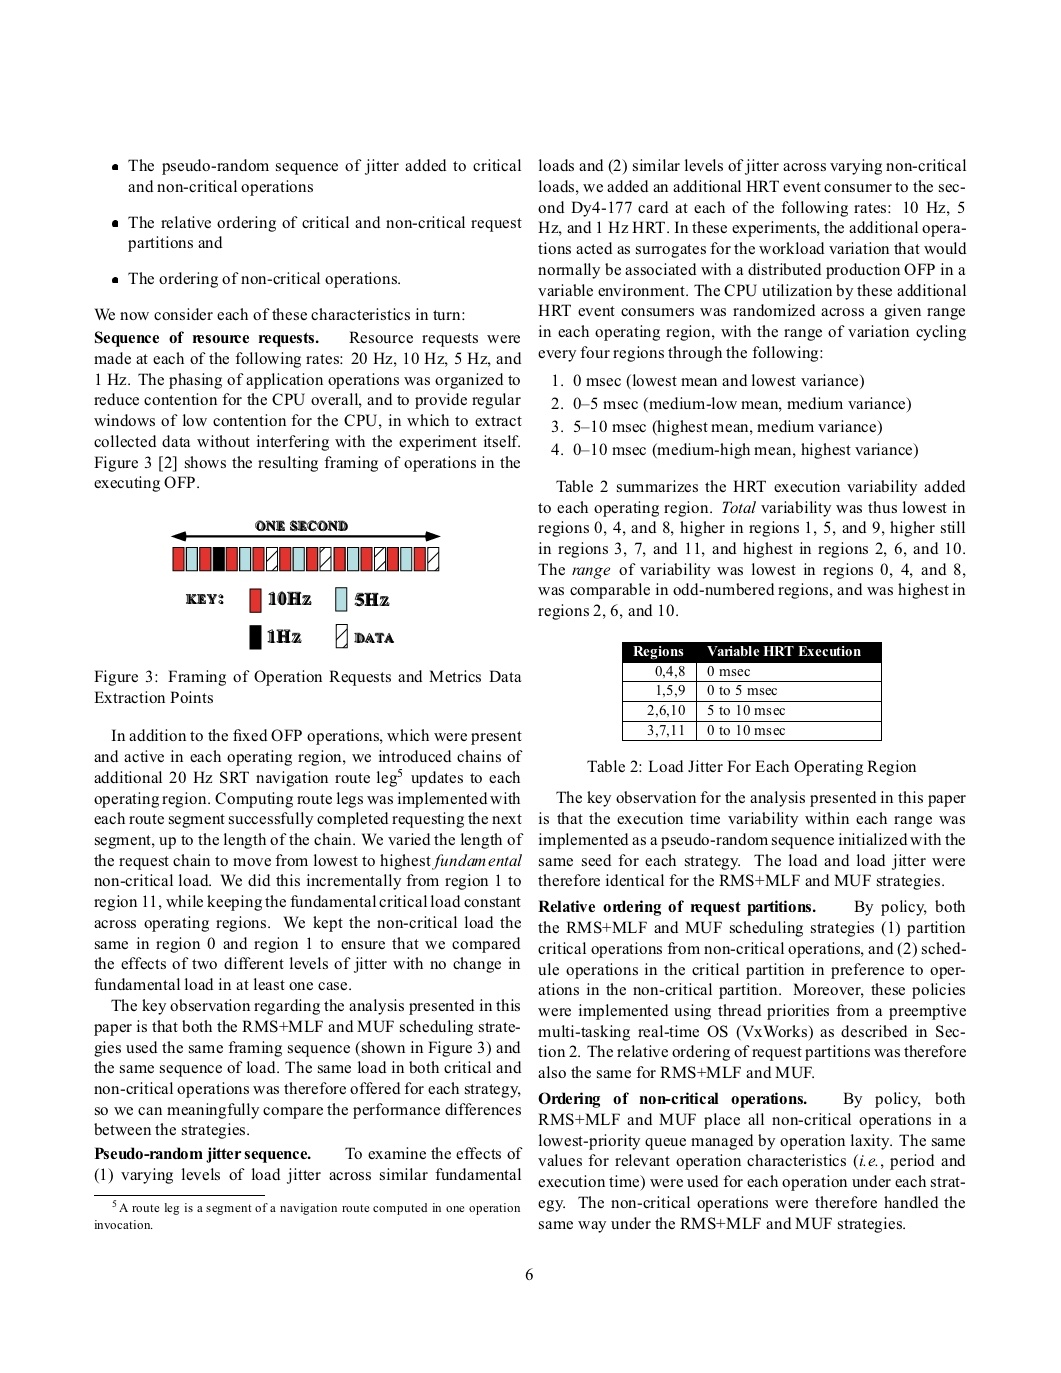 • The pseudo-random sequence of jitter added to critical
and non-critical operations
• The relative ordering of critical and non-critical request
partitions and
• The ordering of non-critical operations.
We now consider each of these characteristics in turn:
Sequence of resource requests. Resource requests were
made at each of the following rates: 20 Hz, 10 Hz, 5 Hz, and
1 Hz. The phasing of application operations was organized to
reduce contention for the CPU overall, and to provide regular
windows of low contention for the CPU, in which to extract
collected data without interfering with the experiment itself.
Figure 3 [2] shows the resulting framing of operations in the
executing OFP.
ONE SECOND
KEY: 10Hz 5Hz
1Hz DATA
Figure 3: Framing of Operation Requests and Metrics Data
Extraction Points
In addition to the fixed OFP operations, which were present
and active in each operating region, we introduced chains of
additional 20 Hz SRT navigation route leg5 updates to each
operating region. Computing route legs was implemented with
each route segment successfully completed requesting the next
segment, up to the length of the chain. We varied the length of
the request chain to move from lowest to highest fundamental
non-critical load. We did this incrementally from region 1 to
region 11, while keeping the fundamental critical load constant
across operating regions. We kept the non-critical load the
same in region 0 and region 1 to ensure that we compared
the effects of two different levels of jitter with no change in
fundamental load in at least one case.
The key observation regarding the analysis presented in this
paper is that both the RMS+MLF and MUF scheduling strate-
gies used the same framing sequence (shown in Figure 3) and
the same sequence of load. The same load in both critical and
non-critical operations was therefore offered for each strategy,
so we can meaningfully compare the performance differences
between the strategies.
Pseudo-random jitter sequence. To examine the effects of
(1) varying levels of load jitter across similar fundamental
5 A route leg is a segment of a navigation route computed in one operation
invocation.
loads and (2) similar levels of jitter across varying non-critical
loads, we added an additional HRT event consumer to the sec-
ond Dy4-177 card at each of the following rates: 10 Hz, 5
Hz, and 1 Hz HRT. In these experiments, the additional opera-
tions acted as surrogates for the workload variation that would
normally be associated with a distributed production OFP in a
variable environment. The CPU utilization by these additional
HRT event consumers was randomized across a given range
in each operating region, with the range of variation cycling
every four regions through the following:
1. 0 msec (lowest mean and lowest variance)
2. 0–5 msec (medium-low mean, medium variance)
3. 5–10 msec (highest mean, medium variance)
4. 0–10 msec (medium-high mean, highest variance)
Table 2 summarizes the HRT execution variability added
to each operating region. Total variability was thus lowest in
regions 0, 4, and 8, higher in regions 1, 5, and 9, higher still
in regions 3, 7, and 11, and highest in regions 2, 6, and 10.
The range of variability was lowest in regions 0, 4, and 8,
was comparable in odd-numbered regions, and was highest in
regions 2, 6, and 10.
Regions Variable HRT Execution
0,4,8 0 msec
1,5,9 0 to 5 msec
2,6,10 5 to 10 msec
3,7,11 0 to 10 msec
Table 2: Load Jitter For Each Operating Region
The key observation for the analysis presented in this paper
is that the execution time variability within each range was
implemented as a pseudo-random sequence initialized with the
same seed for each strategy. The load and load jitter were
therefore identical for the RMS+MLF and MUF strategies.
Relative ordering of request partitions. By policy, both
the RMS+MLF and MUF scheduling strategies (1) partition
critical operations from non-critical operations, and (2) sched-
ule operations in the critical partition in preference to oper-
ations in the non-critical partition. Moreover, these policies
were implemented using thread priorities from a preemptive
multi-tasking real-time OS (VxWorks) as described in Sec-
tion 2. The relative ordering of request partitions was therefore
also the same for RMS+MLF and MUF.
Ordering of non-critical operations. By policy, both
RMS+MLF and MUF place all non-critical operations in a
lowest-priority queue managed by operation laxity. The same
values for relevant operation characteristics (i.e., period and
execution time) were used for each operation under each strat-
egy. The non-critical operations were therefore handled the
same way under the RMS+MLF and MUF strategies.
6